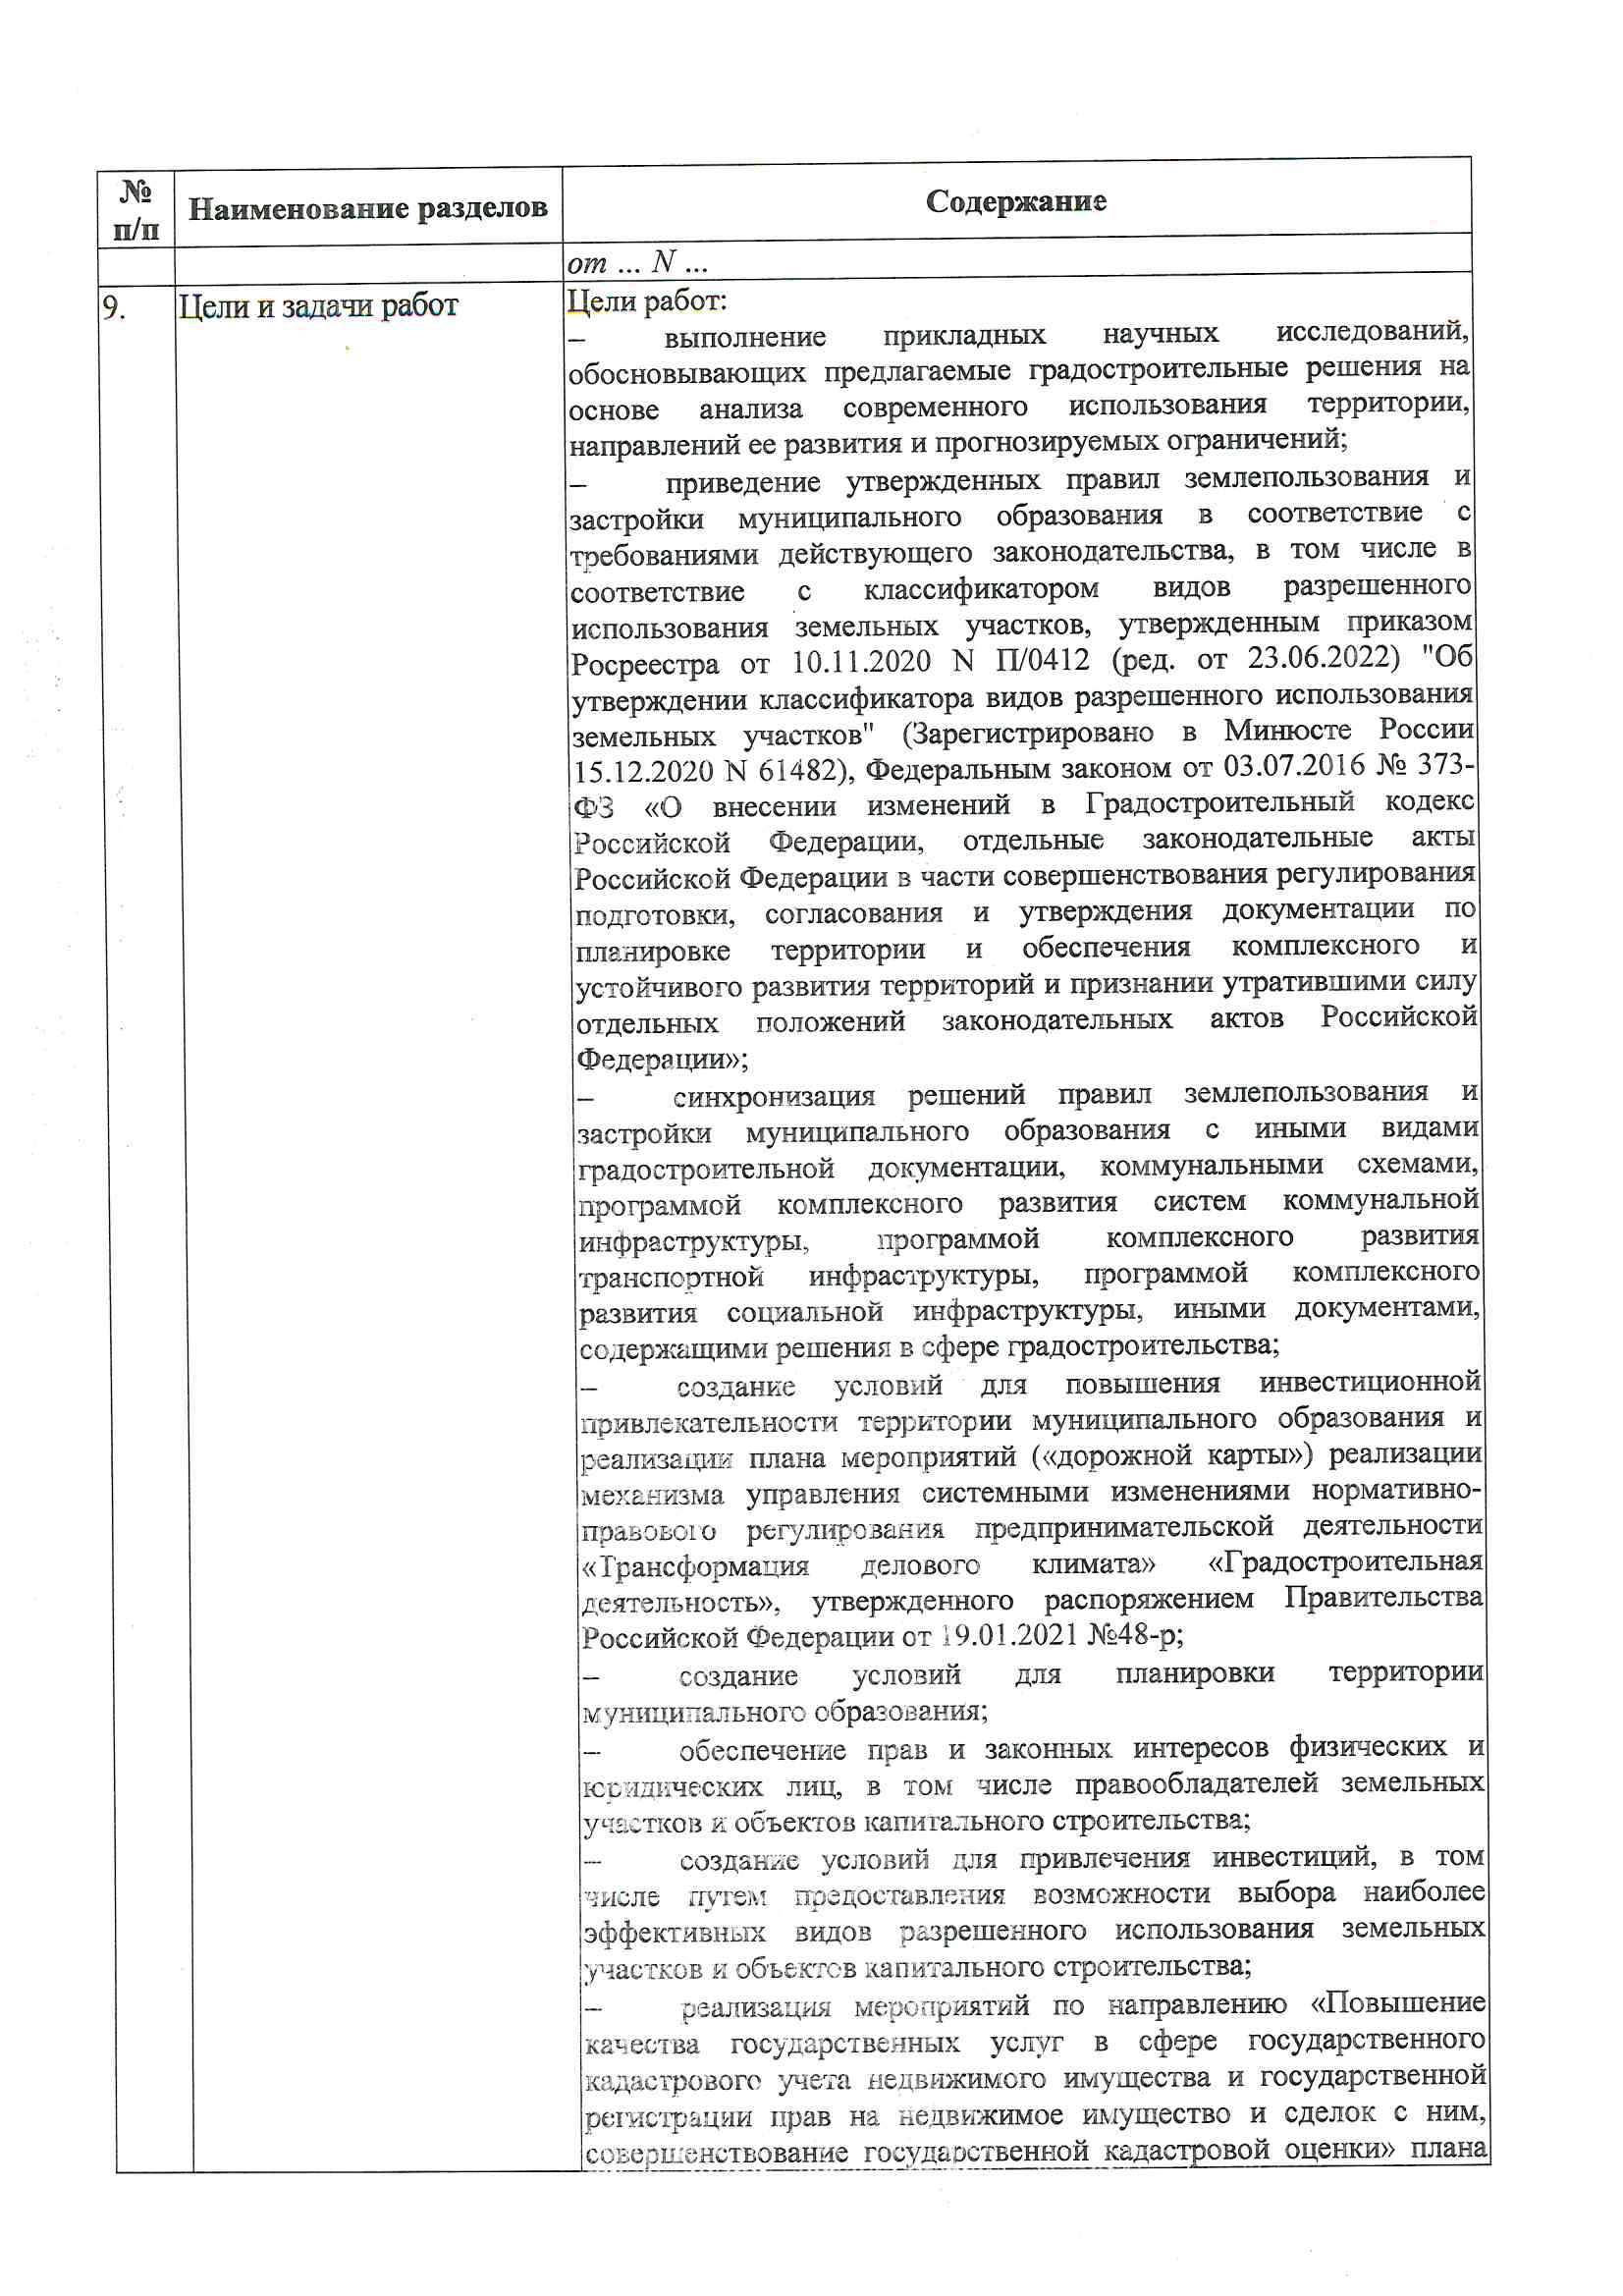 №
п/п
Наименование разделов
Содержание
от ... N ...
9.
Цели и задачи работ
Цели работ:
– выполнение прикладных научных исследований,
обосновывающих предлагаемые градостроительные решения на
основе анализа современного использования территории,
направлений ее развития и прогнозируемых ограничений;
– приведение утвержденных правил землепользования и
застройки муниципального образования в соответствие с
требованиями действующего законодательства, в том числе в
соответствие с классификатором видов разрешенного
использования земельных участков, утвержденным приказом
Росреестра от 10.11.2020 N П/0412 (ред. от 23.06.2022) "Об
утверждении классификатора видов разрешенного использования
земельных участков" (Зарегистрировано в Минюсте России
15.12.2020 N 61482), Федеральным законом от 03.07.2016 № 373-
ФЗ «О внесении изменений в Градостроительный кодекс
Российской Федерации, отдельные законодательные акты
Российской Федерации в части совершенствования регулирования
подготовки, согласования и утверждения документации по
планировке территории и обеспечения комплексного и
устойчивого развития территорий и признании утратившими силу
отдельных положений законодательных актов Российской
Федерации»;
– синхронизация решений правил землепользования и
застройки муниципального образования с иными видами
градостроительной документации, коммунальными схемами,
программой комплексного развития систем коммунальной
инфраструктуры, программой комплексного развития
транспортной инфраструктуры, программой комплексного
развития социальной инфраструктуры, иными документами,
содержащими решения в сфере градостроительства;
– создание условий для повышения инвестиционной
привлекательности территории муниципального образования и
реализации плана мероприятий («дорожной карты») реализации
механизма управления системными изменениями нормативно-
правового регулирования предпринимательской деятельности
«Трансформация делового климата» «Градостроительная
деятельность», утвержденного распоряжением Правительства
Российской Федерации от 19.01.2021 №48-р;
– создание условий для планировки территории
муниципального образования;
– обеспечение прав и законных интересов физических и
юридических лиц, в том числе правообладателей земельных
участков и объектов капитального строительства;
– создание условий для привлечения инвестиций, в том
числе путем предоставления возможности выбора наиболее
эффективных видов разрешенного использования земельных
участков и объектов капитального строительства;
– реализация мероприятий по направлению «Повышение
качества государственных услуг в сфере государственного
кадастрового учета недвижимого имущества и государственной
регистрации прав на недвижимое имущество и сделок с ним,
совершенствование государственной кадастровой оценки» плана